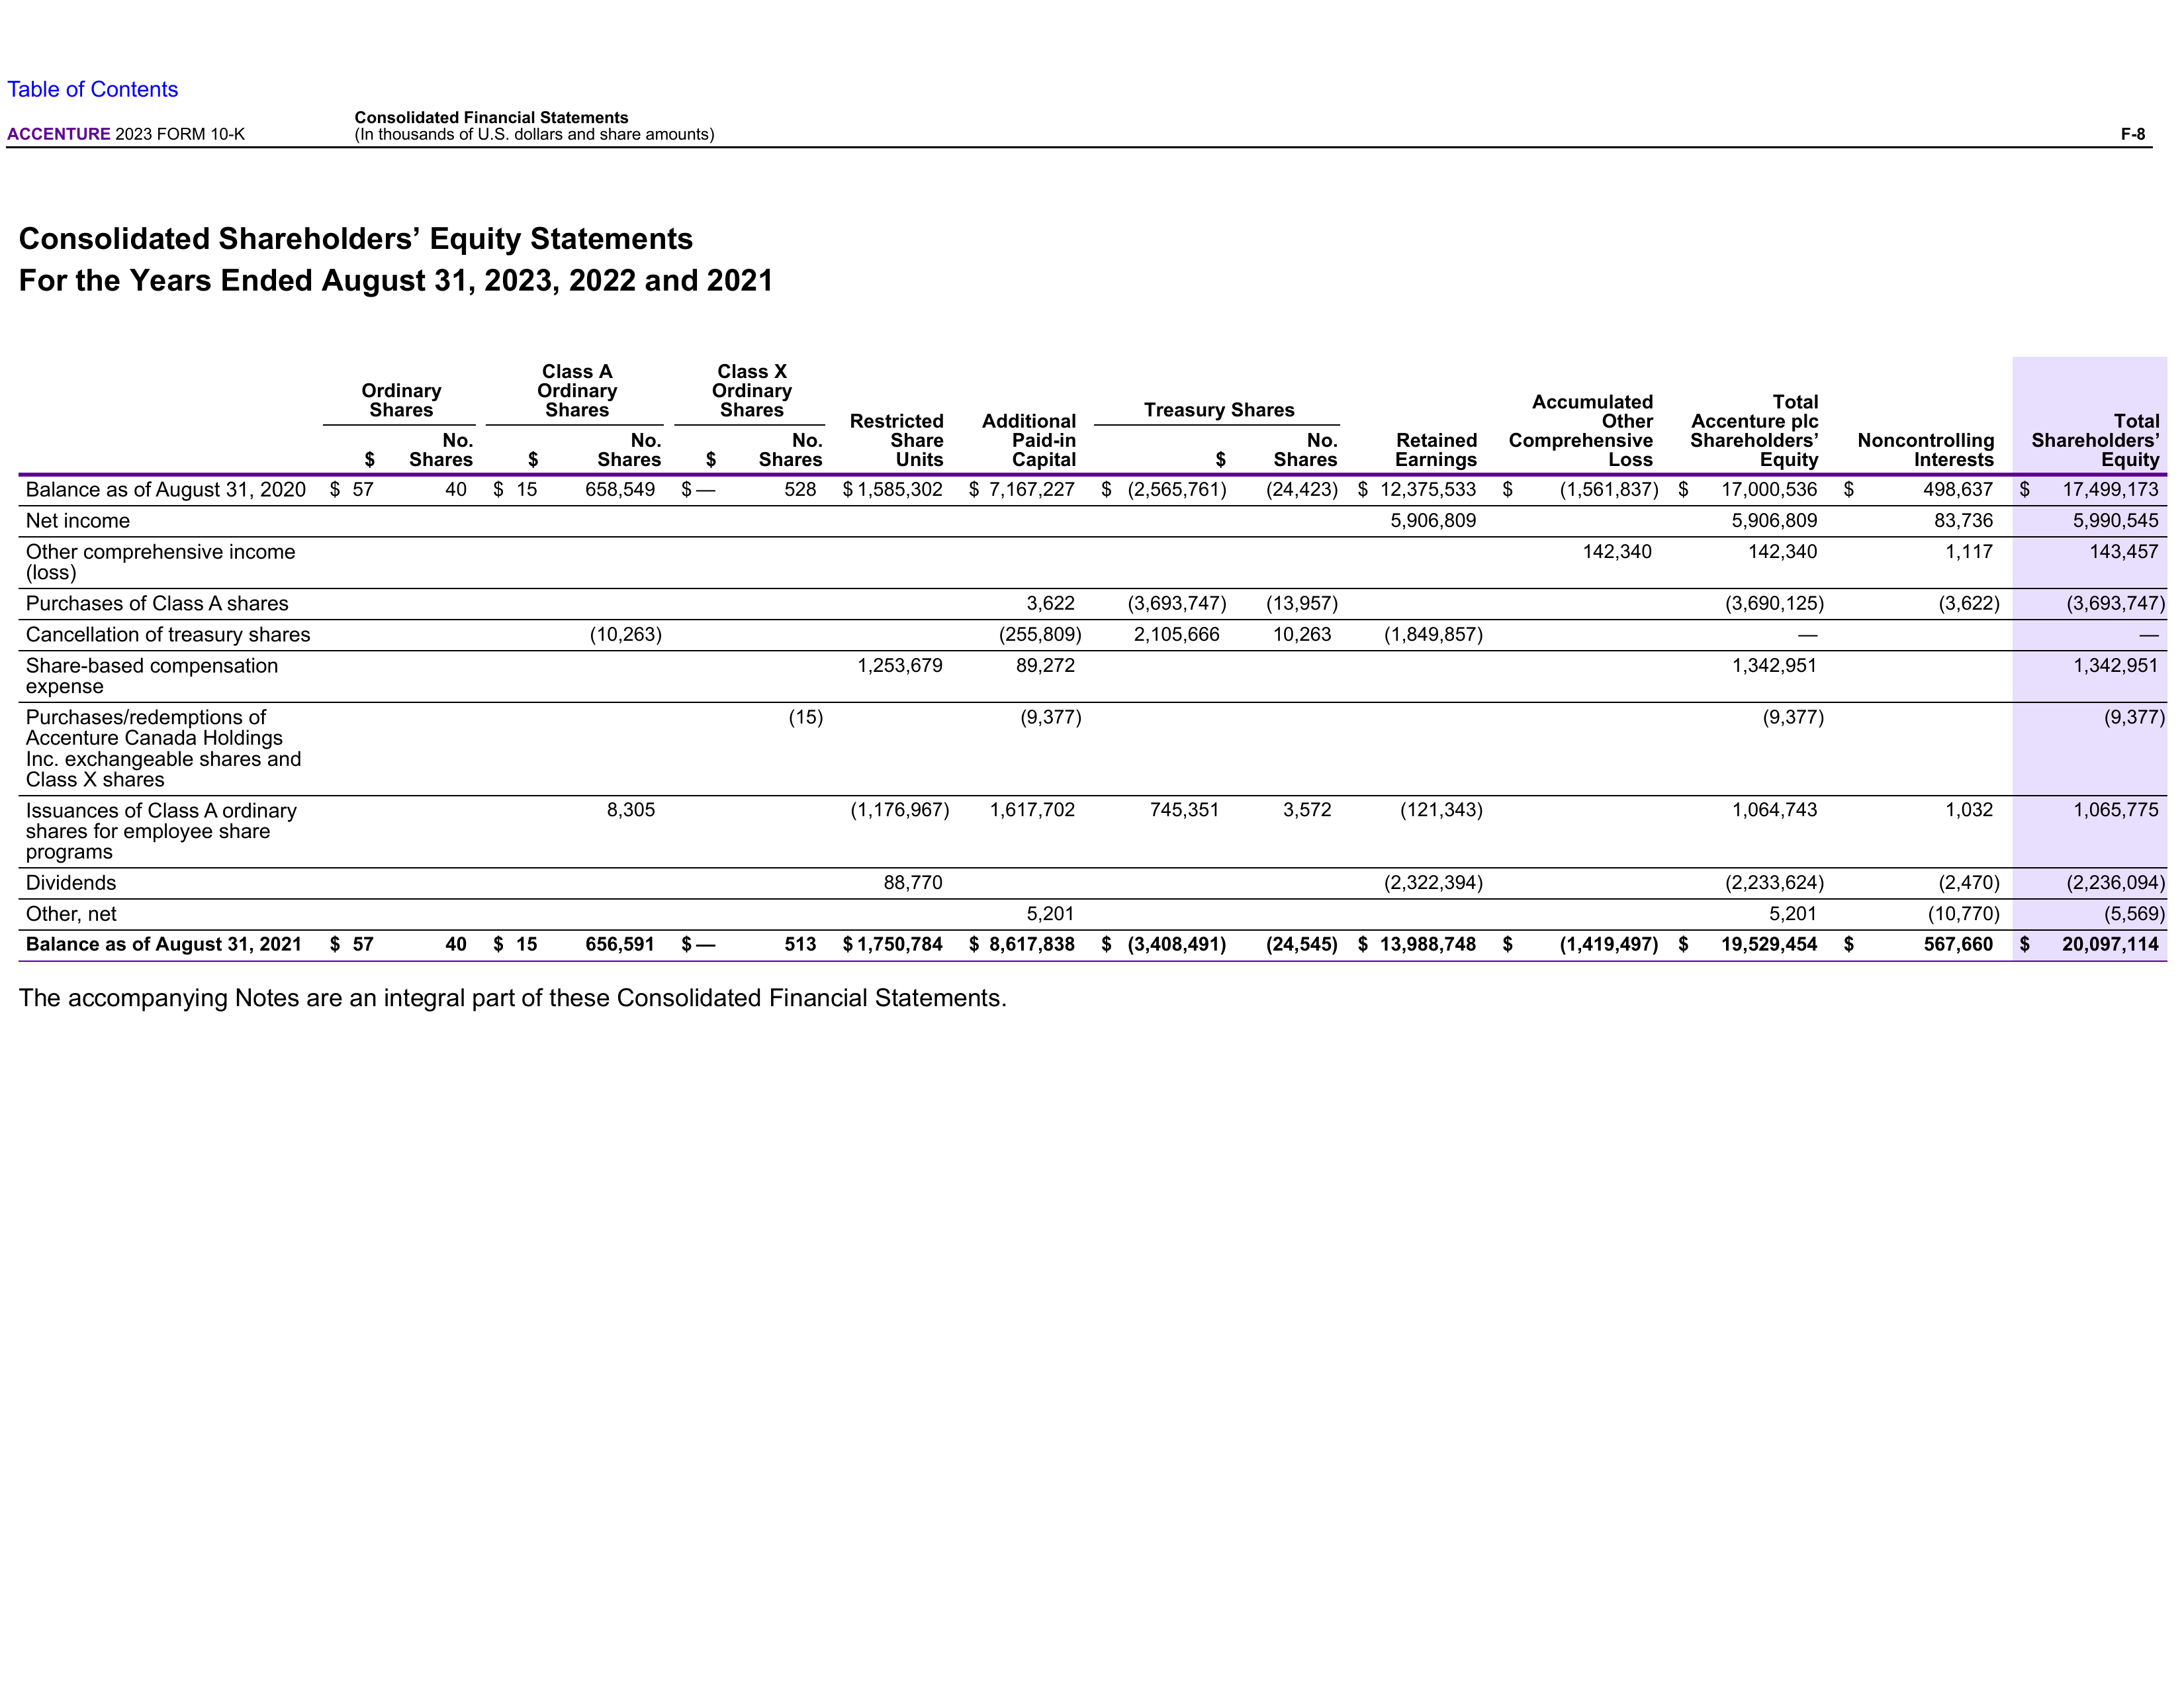 Table of Contents
Consolidated Financial Statements
ACCENTURE 2023 FORM 10-K (In thousands of U.S. dollars and share amounts) F-8
Consolidated Shareholders’ Equity Statements
For the Years Ended August 31, 2023, 2022 and 2021
Ordinary Shares Class A Ordinary Shares Class X Ordinary Shares Restricted Share Units Additional Paid-in Capital Treasury Shares Retained Earnings Accumulated Other Comprehensive Loss Total Accenture plc Shareholders’ Equity Noncontrolling Interests Total Shareholders’ Equity
$ No. Shares $ No. Shares $ No. Shares $ No. Shares
Balance as of August 31, 2020 $ 57 40 $ 15 658,549 $ — 528 $ 1,585,302 $ 7,167,227 $ (2,565,761) (24,423) $ 12,375,533 $ (1,561,837) $ 17,000,536 $ 498,637 $ 17,499,173
Net income 5,906,809 5,906,809 83,736 5,990,545
Other comprehensive income 142,340 142,340 1,117 143,457
(loss)
Purchases of Class A shares 3,622 (3,693,747) (13,957) (3,690,125) (3,622) (3,693,747)
Cancellation of treasury shares (10,263) (255,809) 2,105,666 10,263 (1,849,857) — —
Share-based compensation 1,253,679 89,272 1,342,951 1,342,951
expense
Purchases/redemptions of (15) (9,377) (9,377) (9,377)
Accenture Canada Holdings
Inc. exchangeable shares and
Class X shares
Issuances of Class A ordinary 8,305 (1,176,967) 1,617,702 745,351 3,572 (121,343) 1,064,743 1,032 1,065,775
shares for employee share
programs
Dividends 88,770 (2,322,394) (2,233,624) (2,470) (2,236,094)
Other, net 5,201 5,201 (10,770) (5,569)
Balance as of August 31, 2021 $ 57 40 $ 15 656,591 $ — 513 $ 1,750,784 $ 8,617,838 $ (3,408,491) (24,545) $ 13,988,748 $ (1,419,497) $ 19,529,454 $ 567,660 $ 20,097,114
The accompanying Notes are an integral part of these Consolidated Financial Statements.